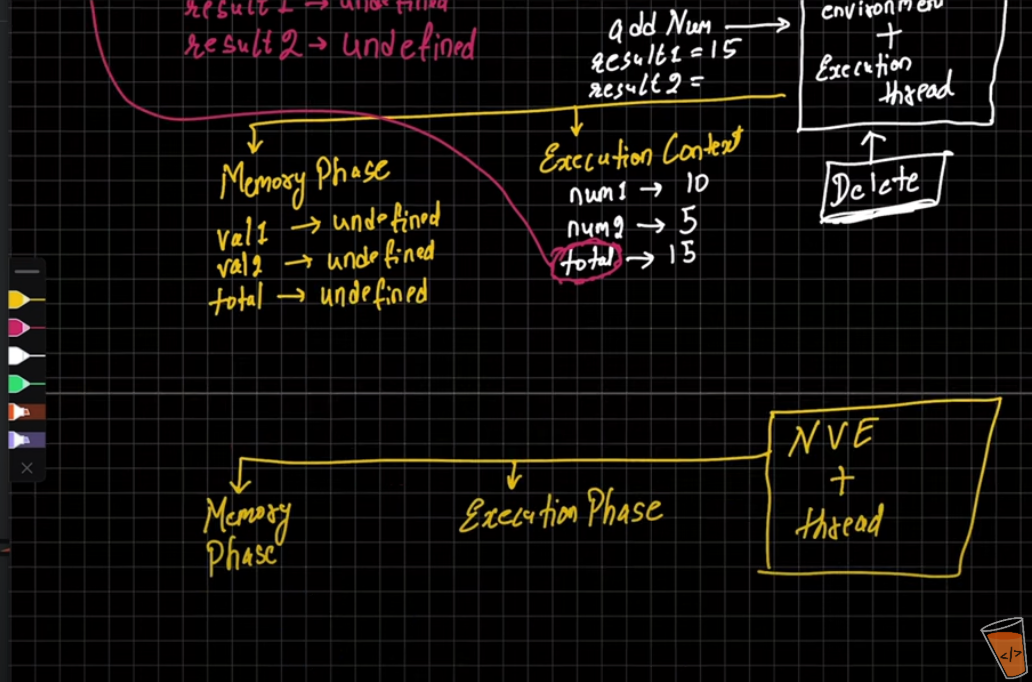 result1 → undefined
result2 → undefined
add Num →
result1 = 15
result2 =
environment
+
Execution
thread
Delete
Memory Phase
val1 → undefined
val2 → undefined
total → undefined
Execution Context
num1 → 10
num2 → 5
total → 15
NVE
+
thread
Memory
Phase
Execution Phase
</>